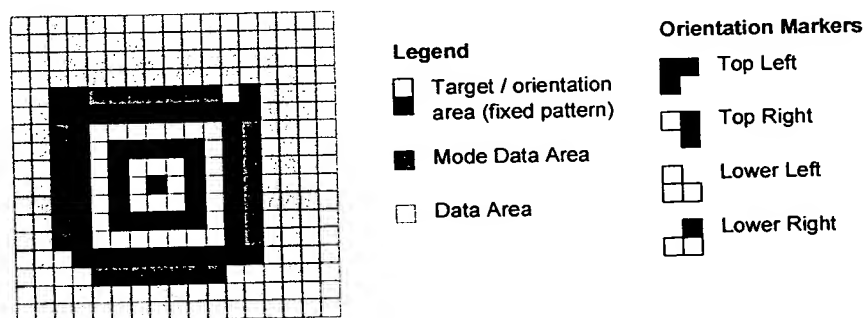 Legend
Target / orientation
area (fixed pattern)
Mode Data Area
Data Area
Orientation Markers
Top Left
Top Right
Lower Left
Lower Right